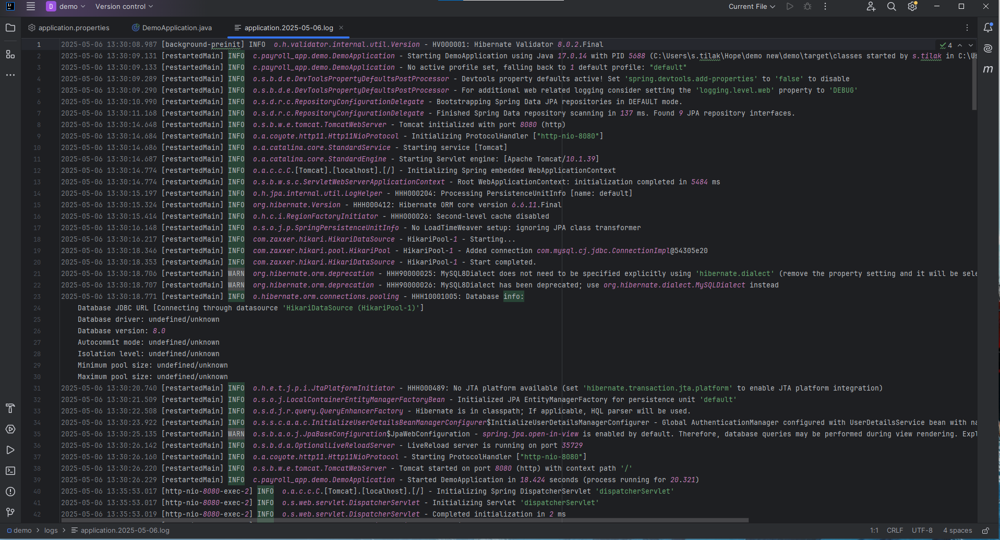 D demo Version control Current File
application.properties DemoApplication.java application.2025-05-06.log
4
1 2025-05-06 13:30:08.987 [background-preinit] INFO o.h.validator.internal.util.Version - HV000001: Hibernate Validator 8.0.2.Final
2 2025-05-06 13:30:09.131 [restartedMain] INFO c.payroll_app.demo.DemoApplication - Starting DemoApplication using Java 17.0.14 with PID 5688 (C:\Users\s.tilak\Hope\demo new\demo\target\classes started by s.tilak in C:\Us
3 2025-05-06 13:30:09.133 [restartedMain] INFO c.payroll_app.demo.DemoApplication - No active profile set, falling back to 1 default profile: "default"
4 2025-05-06 13:30:09.289 [restartedMain] INFO o.s.b.d.e.DevToolsPropertyDefaultsPostProcessor - Devtools property defaults active! Set 'spring.devtools.add-properties' to 'false' to disable
5 2025-05-06 13:30:09.290 [restartedMain] INFO o.s.b.d.e.DevToolsPropertyDefaultsPostProcessor - For additional web related logging consider setting the 'logging.level.web' property to 'DEBUG'
6 2025-05-06 13:30:10.990 [restartedMain] INFO o.s.d.r.c.RepositoryConfigurationDelegate - Bootstrapping Spring Data JPA repositories in DEFAULT mode.
7 2025-05-06 13:30:11.168 [restartedMain] INFO o.s.d.r.c.RepositoryConfigurationDelegate - Finished Spring Data repository scanning in 137 ms. Found 9 JPA repository interfaces.
8 2025-05-06 13:30:14.648 [restartedMain] INFO o.s.b.w.e.tomcat.TomcatWebServer - Tomcat initialized with port 8080 (http)
9 2025-05-06 13:30:14.684 [restartedMain] INFO o.a.coyote.http11.Http11NioProtocol - Initializing ProtocolHandler ["http-nio-8080"]
10 2025-05-06 13:30:14.686 [restartedMain] INFO o.a.catalina.core.StandardService - Starting service [Tomcat]
11 2025-05-06 13:30:14.687 [restartedMain] INFO o.a.catalina.core.StandardEngine - Starting Servlet engine: [Apache Tomcat/10.1.39]
12 2025-05-06 13:30:14.774 [restartedMain] INFO o.a.c.c.C.[Tomcat].[localhost].[/] - Initializing Spring embedded WebApplicationContext
13 2025-05-06 13:30:14.774 [restartedMain] INFO o.s.b.w.s.c.ServletWebServerApplicationContext - Root WebApplicationContext: initialization completed in 5484 ms
14 2025-05-06 13:30:15.197 [restartedMain] INFO o.h.jpa.internal.util.LogHelper - HHH000204: Processing PersistenceUnitInfo [name: default]
15 2025-05-06 13:30:15.324 [restartedMain] INFO org.hibernate.Version - HHH000412: Hibernate ORM core version 6.6.11.Final
16 2025-05-06 13:30:15.414 [restartedMain] INFO o.h.c.i.RegionFactoryInitiator - HHH000026: Second-level cache disabled
17 2025-05-06 13:30:16.148 [restartedMain] INFO o.s.o.j.p.SpringPersistenceUnitInfo - No LoadTimeWeaver setup: ignoring JPA class transformer
18 2025-05-06 13:30:16.217 [restartedMain] INFO com.zaxxer.hikari.HikariDataSource - HikariPool-1 - Starting...
19 2025-05-06 13:30:18.346 [restartedMain] INFO com.zaxxer.hikari.pool.HikariPool - HikariPool-1 - Added connection com.mysql.cj.jdbc.ConnectionImpl@54305e20
20 2025-05-06 13:30:18.353 [restartedMain] INFO com.zaxxer.hikari.HikariDataSource - HikariPool-1 - Start completed.
21 2025-05-06 13:30:18.706 [restartedMain] WARN org.hibernate.orm.deprecation - HHH90000025: MySQL8Dialect does not need to be specified explicitly using 'hibernate.dialect' (remove the property setting and it will be sele
22 2025-05-06 13:30:18.707 [restartedMain] WARN org.hibernate.orm.deprecation - HHH90000026: MySQL8Dialect has been deprecated; use org.hibernate.dialect.MySQLDialect instead
23 2025-05-06 13:30:18.771 [restartedMain] INFO o.hibernate.orm.connections.pooling - HHH10001005: Database info:
24 Database JDBC URL [Connecting through datasource 'HikariDataSource (HikariPool-1)']
25 Database driver: undefined/unknown
26 Database version: 8.0
27 Autocommit mode: undefined/unknown
28 Isolation level: undefined/unknown
29 Minimum pool size: undefined/unknown
30 Maximum pool size: undefined/unknown
31 2025-05-06 13:30:20.740 [restartedMain] INFO o.h.e.t.j.p.i.JtaPlatformInitiator - HHH000489: No JTA platform available (set 'hibernate.transaction.jta.platform' to enable JTA platform integration)
32 2025-05-06 13:30:21.509 [restartedMain] INFO o.s.o.j.LocalContainerEntityManagerFactoryBean - Initialized JPA EntityManagerFactory for persistence unit 'default'
33 2025-05-06 13:30:22.508 [restartedMain] INFO o.s.d.j.r.query.QueryEnhancerFactory - Hibernate is in classpath; If applicable, HQL parser will be used.
34 2025-05-06 13:30:23.922 [restartedMain] INFO o.s.s.c.a.a.c.InitializeUserDetailsBeanManagerConfigurer$InitializeUserDetailsManagerConfigurer - Global AuthenticationManager configured with UserDetailsService bean with na
35 2025-05-06 13:30:25.135 [restartedMain] WARN o.s.b.a.o.j.JpaBaseConfiguration$JpaWebConfiguration - spring.jpa.open-in-view is enabled by default. Therefore, database queries may be performed during view rendering. Expl
36 2025-05-06 13:30:26.142 [restartedMain] INFO o.s.b.d.a.OptionalLiveReloadServer - LiveReload server is running on port 35729
37 2025-05-06 13:30:26.160 [restartedMain] INFO o.a.coyote.http11.Http11NioProtocol - Starting ProtocolHandler ["http-nio-8080"]
38 2025-05-06 13:30:26.220 [restartedMain] INFO o.s.b.w.e.tomcat.TomcatWebServer - Tomcat started on port 8080 (http) with context path '/'
39 2025-05-06 13:30:26.229 [restartedMain] INFO c.payroll_app.demo.DemoApplication - Started DemoApplication in 18.424 seconds (process running for 20.321)
40 2025-05-06 13:35:53.017 [http-nio-8080-exec-2] INFO o.a.c.c.C.[Tomcat].[localhost].[/] - Initializing Spring DispatcherServlet 'dispatcherServlet'
41 2025-05-06 13:35:53.017 [http-nio-8080-exec-2] INFO o.s.web.servlet.DispatcherServlet - Initializing Servlet 'dispatcherServlet'
42 2025-05-06 13:35:53.019 [http-nio-8080-exec-2] INFO o.s.web.servlet.DispatcherServlet - Completed initialization in 2 ms
demo logs application.2025-05-06.log 1:1 CRLF UTF-8 4 spaces